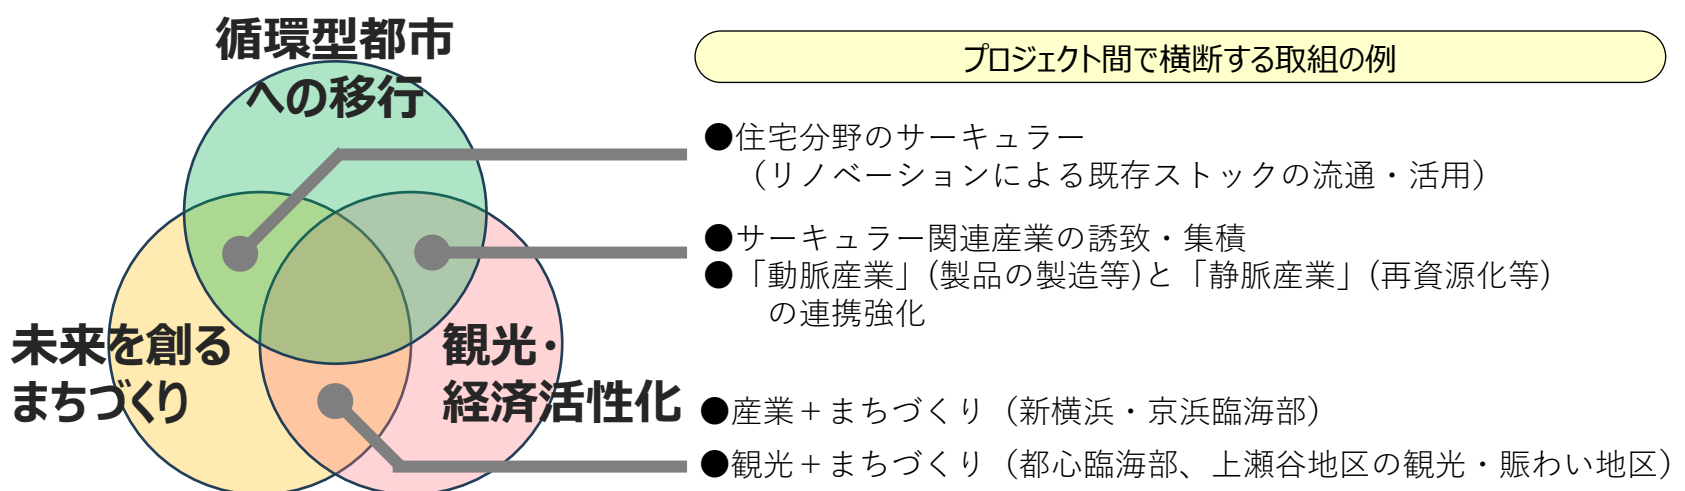 循環型都市
への移行
未来を創る
まちづくり
観光・
経済活性化
プロジェクト間で横断する取組の例
●住宅分野のサーキュラー
（リノベーションによる既存ストックの流通・活用）
●サーキュラー関連産業の誘致・集積
●「動脈産業」(製品の製造等)と「静脈産業」(再資源化等)
の連携強化
●産業＋まちづくり（新横浜・京浜臨海部）
●観光＋まちづくり（都心臨海部、上瀬谷地区の観光・賑わい地区）